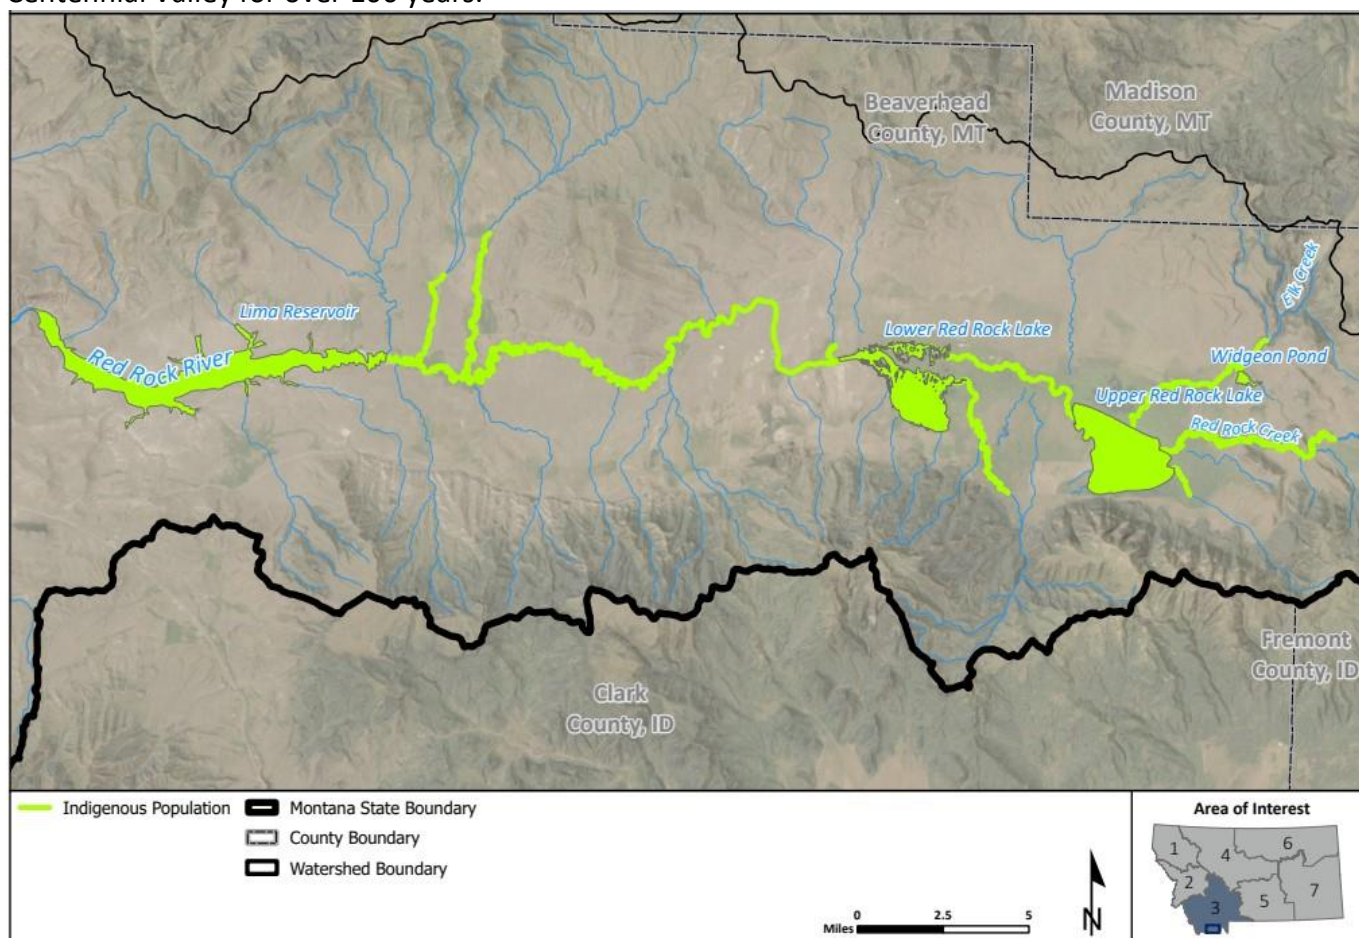 Centennial Valley for over 100 years.
Beaverhead
County, MT
Madison
County, MT
Elk Creek
Lima Reservoir
Red Rock River
Lower Red Rock Lake
Widgeon Pond
Upper Red Rock Lake
Red Rock Creek
Fremont
County, ID
Clark
County, ID
Indigenous Population
Montana State Boundary
County Boundary
Watershed Boundary
0 2.5 5
Miles
N
Area of Interest
1
4
6
2
3
5
7